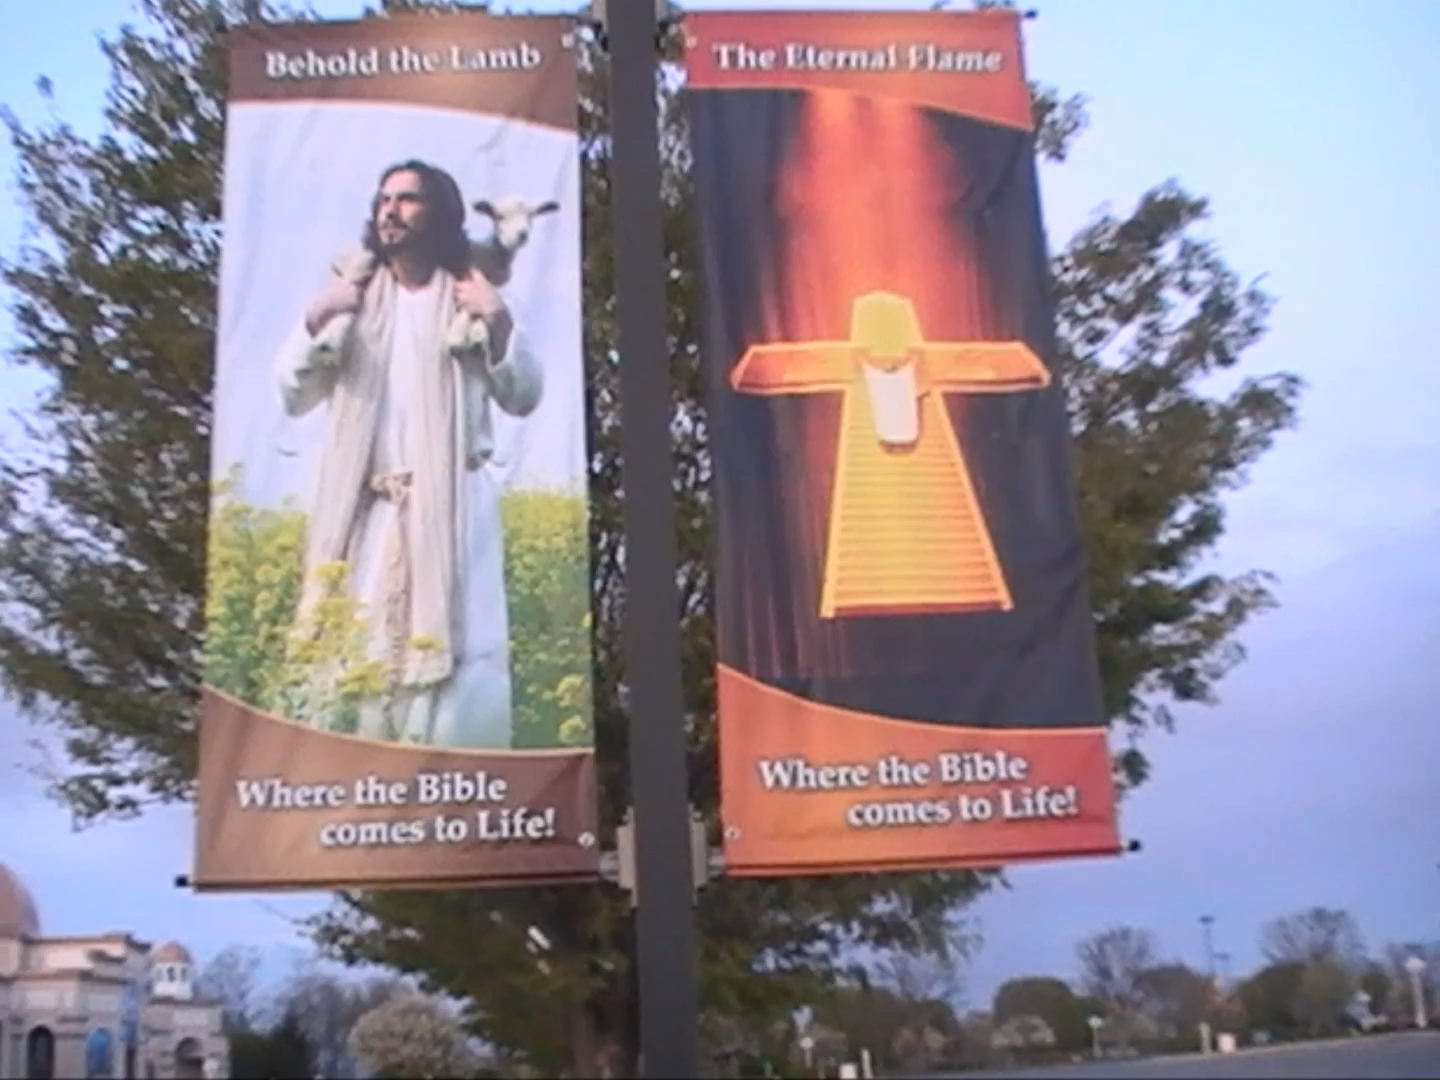 Behold the Lamb
Where the Bible
comes to Life!
The Eternal Flame
Where the Bible
comes to Life!